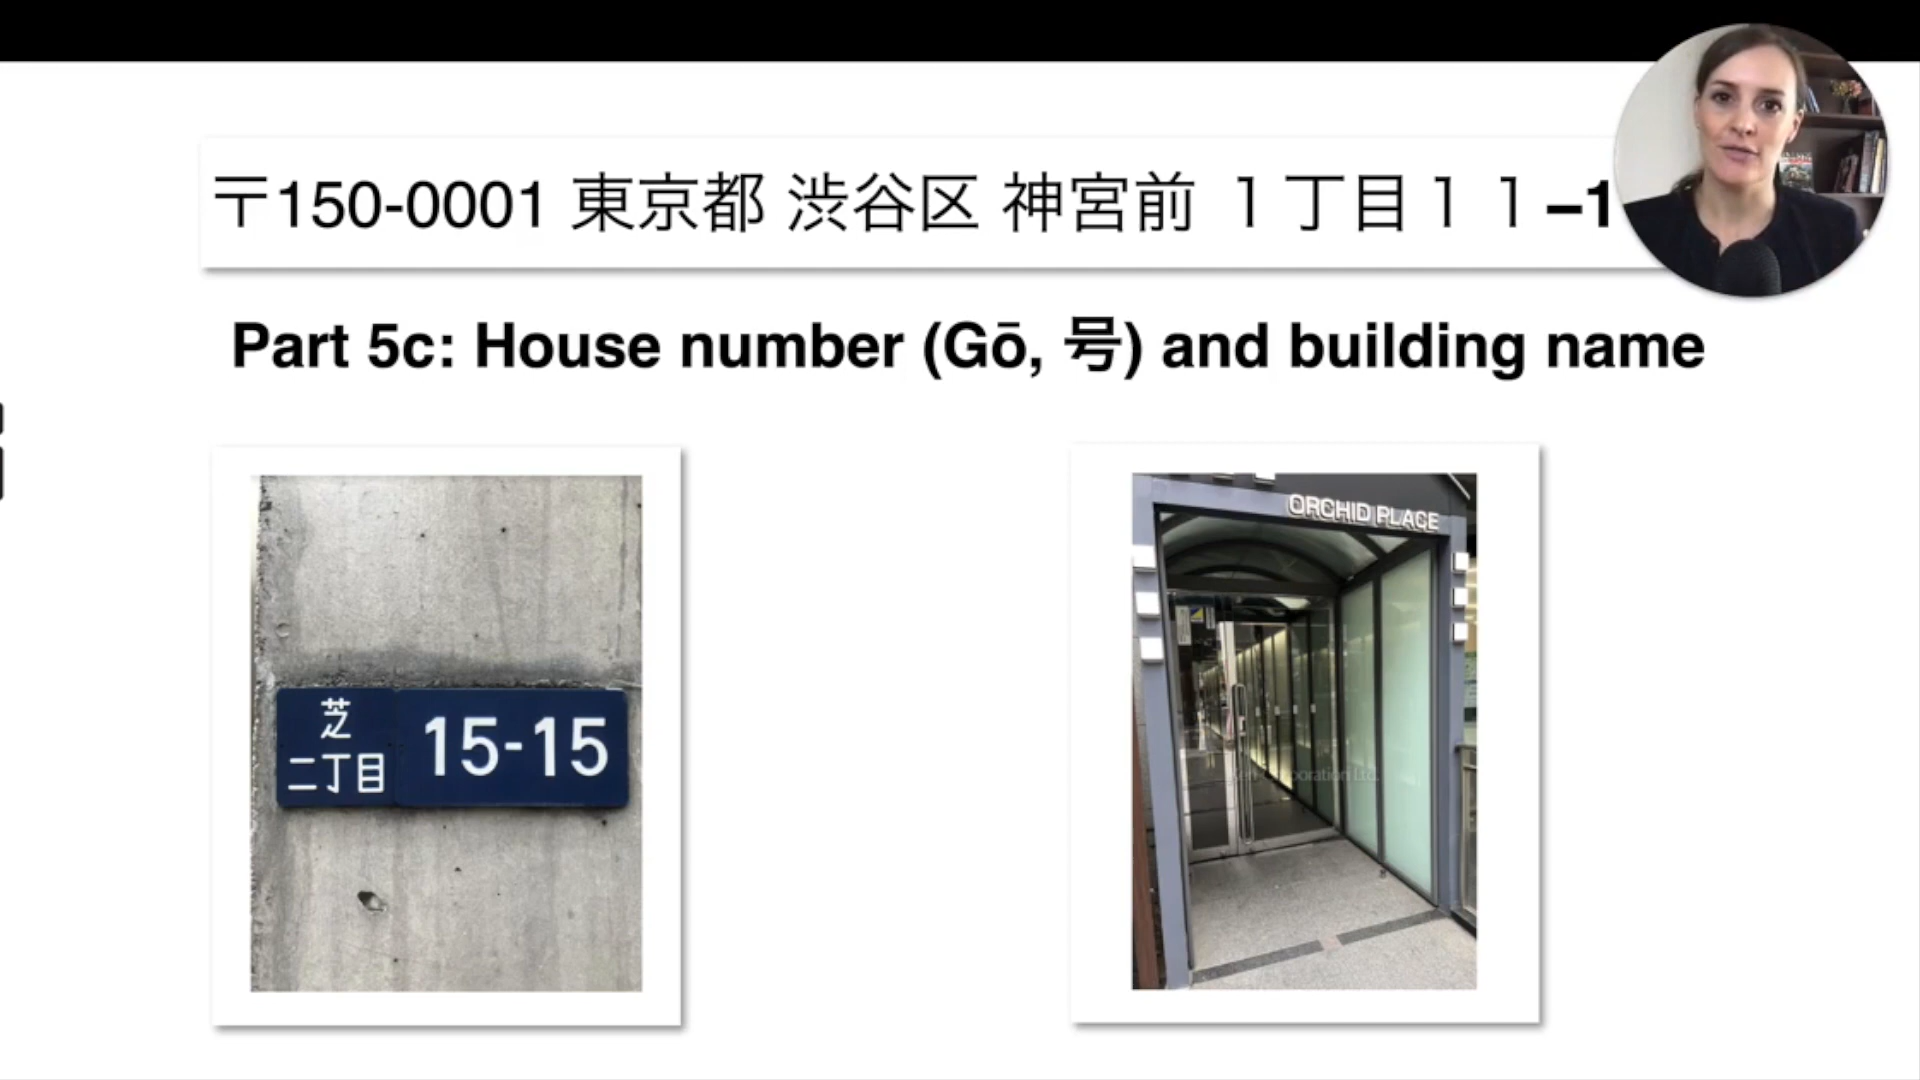 〒150-0001 東京都 渋谷区 神宮前 １丁目１１–1
Part 5c: House number (Gō, 号) and building name
芝
二丁目
15-15
ORCHID PLACE